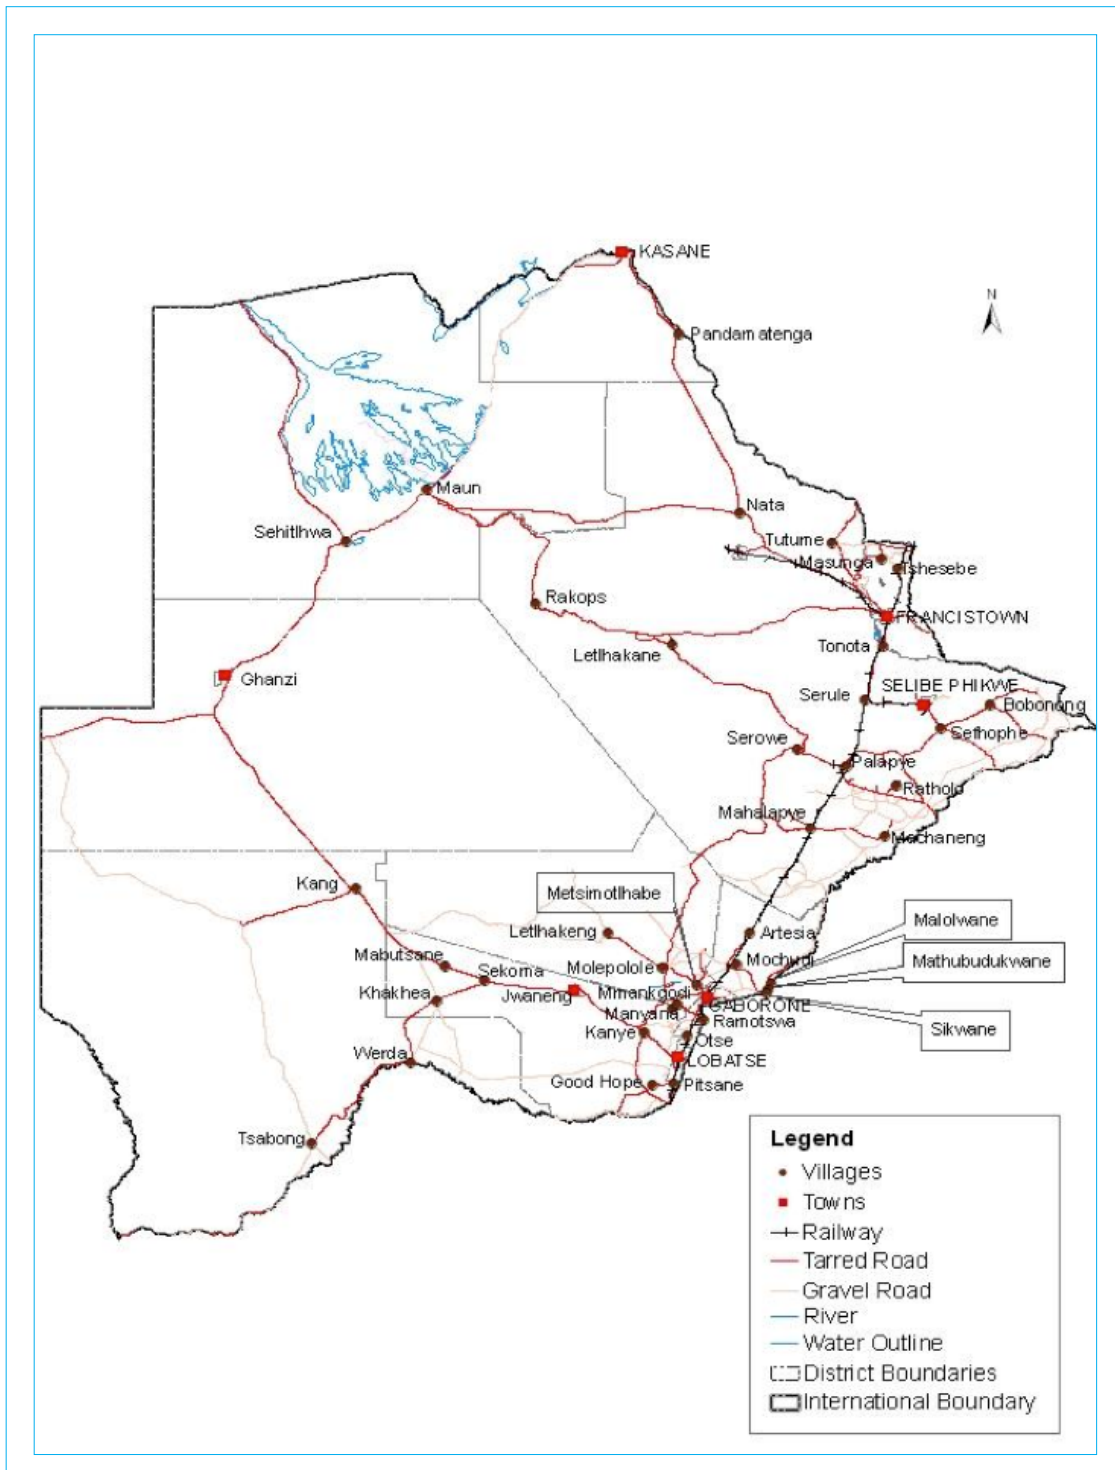 KASANE
N
Pandamatenga
Maun
Nata
Sehitlhwa
Tutume
Masunga
Tshesebe
Rakops
FRANCISTOWN
Letlhakane
Tonota
Ghanzi
SELIBE PHIKWE
Serule
Bobonong
Sefhophe
Serowe
Palapye
Ratholo
Mahalapye
Machaneng
Kang
Metsimotlhabe
Malolwane
Letlhakeng
Artesia
Mabutsane
Molepolole
Mochudi
Mathubudukwane
Sekoma
Khakhea
Jwaneng
Mmankgodi
GABORONE
Manyana
Ramotswa
Sikwane
Kanye
Otse
Werda
LOBATSE
Good Hope
Pitsane
Tsabong
Legend
Villages
Towns
Railway
Tarred Road
Gravel Road
River
Water Outline
District Boundaries
International Boundary